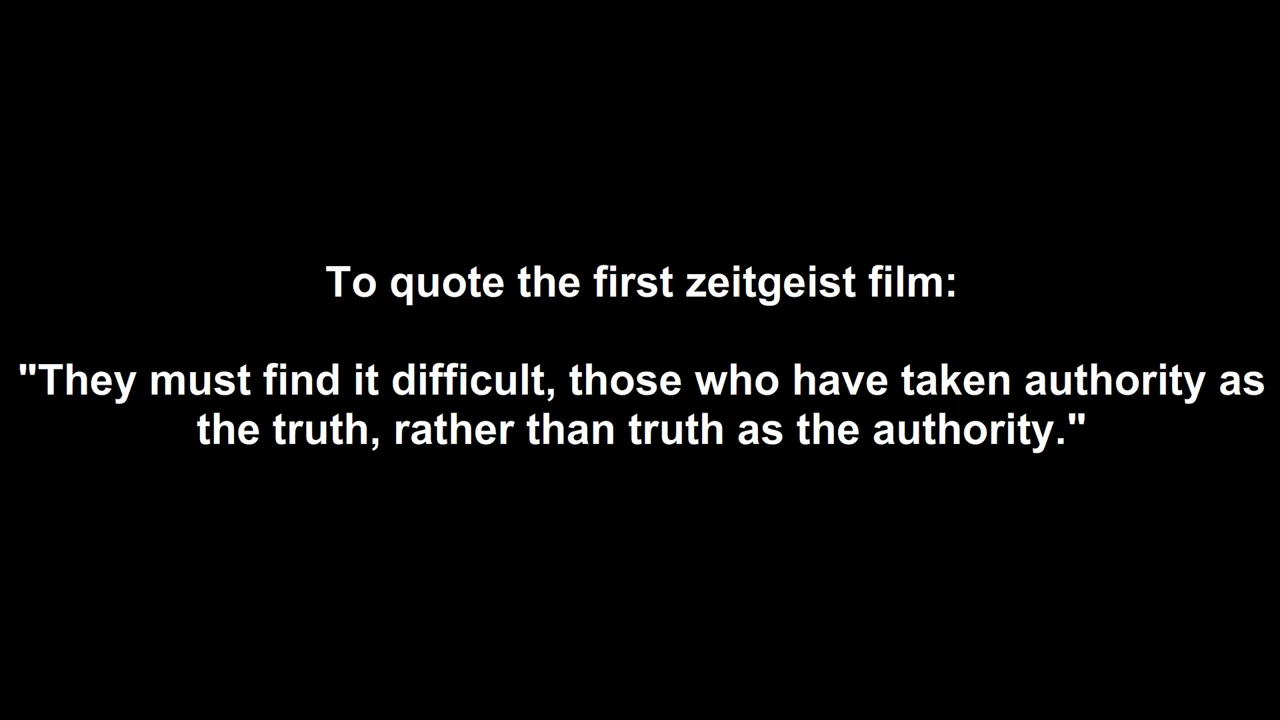 To quote the first zeitgeist film:
"They must find it difficult, those who have taken authority as
the truth, rather than truth as the authority."